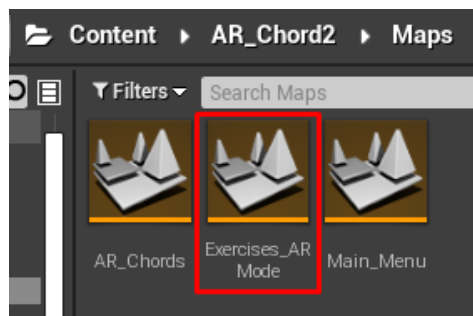 Content AR_Chord2 Maps
Filters Search Maps
AR_Chords Exercises_AR Main_Menu
Mode